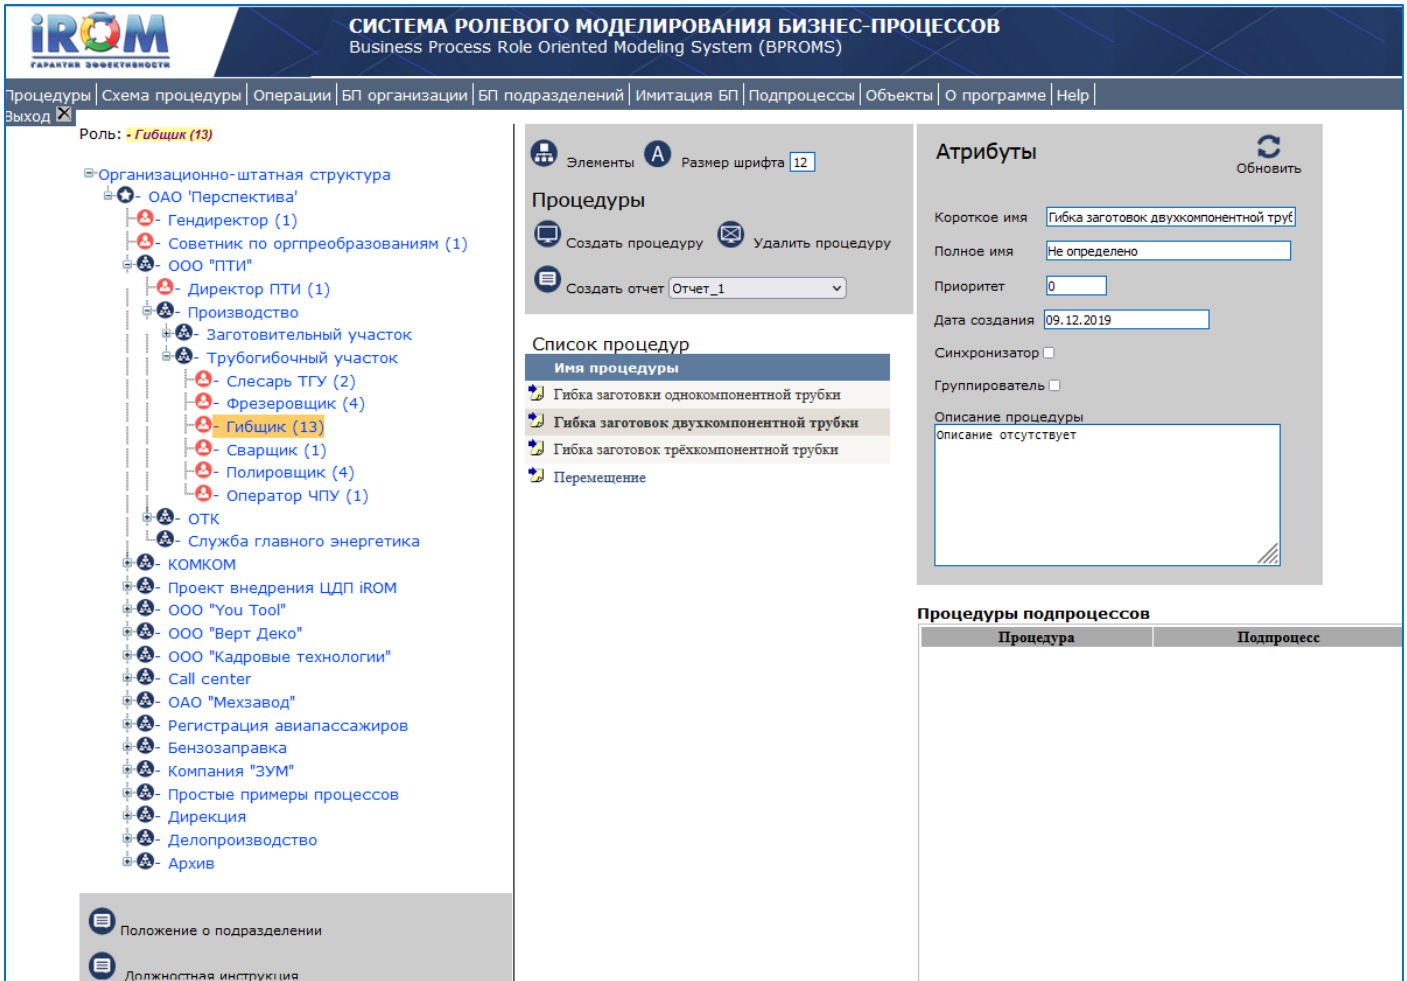 iROM
ГАРАНТИЯ ЭФФЕКТИВНОСТИ
СИСТЕМА РОЛЕВОГО МОДЕЛИРОВАНИЯ БИЗНЕС-ПРОЦЕССОВ
Business Process Role Oriented Modeling System (BPROMS)
Процедуры | Схема процедуры | Операции | БП организации | БП подразделений | Имитация БП | Подпроцессы | Объекты | О программе | Help |
Выход
Роль: - Гибщик (13)
Организационно-штатная структура
- ОАО 'Перспектива'
- Гендиректор (1)
- Советник по оргпреобразованиям (1)
- ООО "ПТИ"
- Директор ПТИ (1)
- Производство
- Заготовительный участок
- Трубогибочный участок
- Слесарь ТГУ (2)
- Фрезеровщик (4)
- Гибщик (13)
- Сварщик (1)
- Полировщик (4)
- Оператор ЧПУ (1)
- ОТК
- Служба главного энергетика
- КОМКОМ
- Проект внедрения ЦДП iROM
- ООО "You Tool"
- ООО "Верт Деко"
- ООО "Кадровые технологии"
- Call center
- ОАО "Мехзавод"
- Регистрация авиапассажиров
- Бензозаправка
- Компания "ЗУМ"
- Простые примеры процессов
- Дирекция
- Делопроизводство
- Архив
Положение о подразделении
Должностная инструкция
Элементы A Размер шрифта 12
Процедуры
Создать процедуру Удалить процедуру
Создать отчет Отчет_1
Список процедур
Имя процедуры
Гибка заготовки однокомпонентной трубки
Гибка заготовок двухкомпонентной трубки
Гибка заготовок трёхкомпонентной трубки
Перемещение
Атрибуты
Обновить
Короткое имя Гибка заготовок двухкомпонентной труб
Полное имя Не определено
Приоритет 0
Дата создания 09.12.2019
Синхронизатор
Группирователь
Описание процедуры
Описание отсутствует
Процедуры подпроцессов
Процедура Подпроцесс